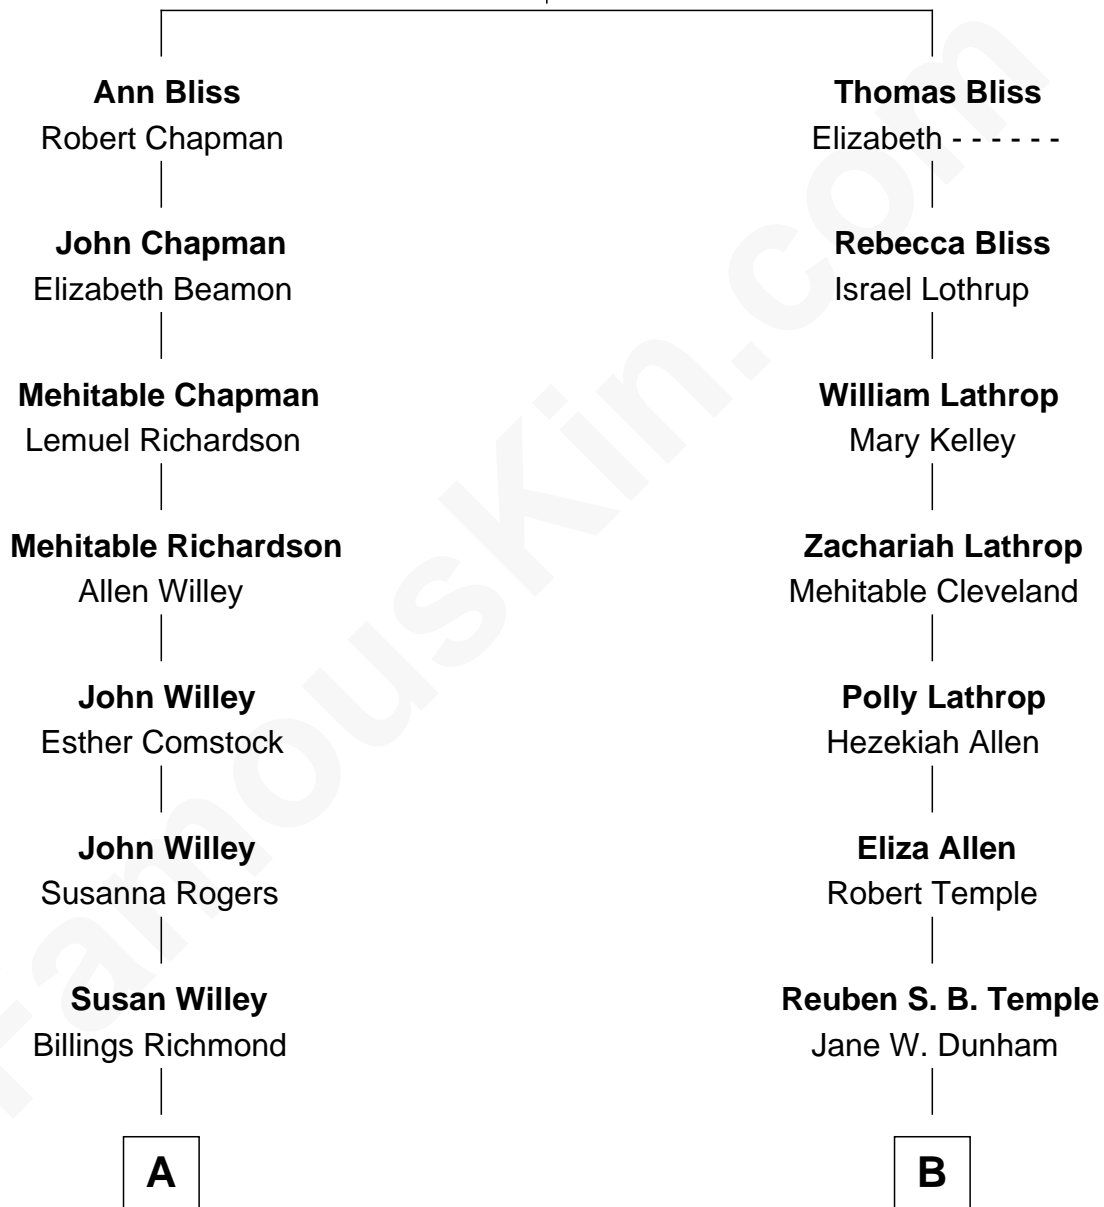 Ann Bliss
Robert Chapman
John Chapman
Elizabeth Beamon
Mehitable Chapman
Lemuel Richardson
Mehitable Richardson
Allen Willey
John Willey
Esther Comstock
John Willey
Susanna Rogers
Susan Willey
Billings Richmond
A
Thomas Bliss
Elizabeth - - - - - -
Rebecca Bliss
Israel Lothrup
William Lathrop
Mary Kelley
Zachariah Lathrop
Mehitable Cleveland
Polly Lathrop
Hezekiah Allen
Eliza Allen
Robert Temple
Reuben S. B. Temple
Jane W. Dunham
B
FamousKin.com